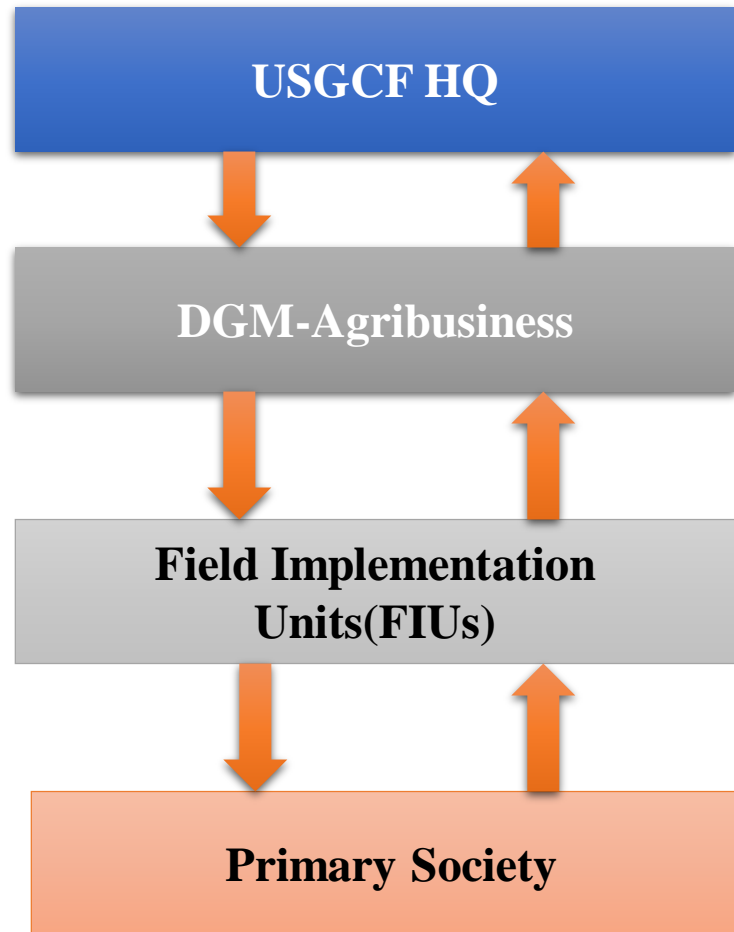 USGCF HQ
DGM-Agribusiness
Field Implementation
Units(FIUs)
Primary Society